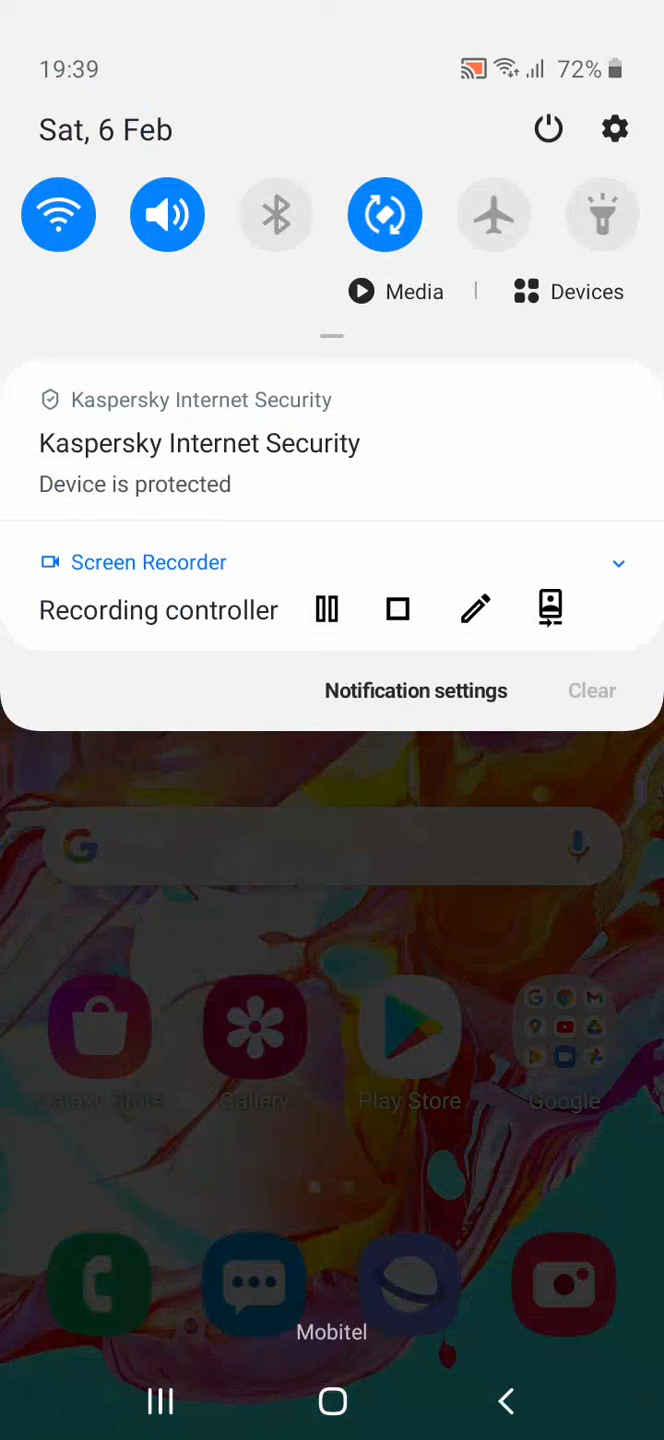 19:39
72%
Sat, 6 Feb
Media | Devices
Kaspersky Internet Security
Kaspersky Internet Security
Device is protected
Screen Recorder
Recording controller
Notification settings Clear
Galaxy Store Gallery Play Store Google
Mobitel